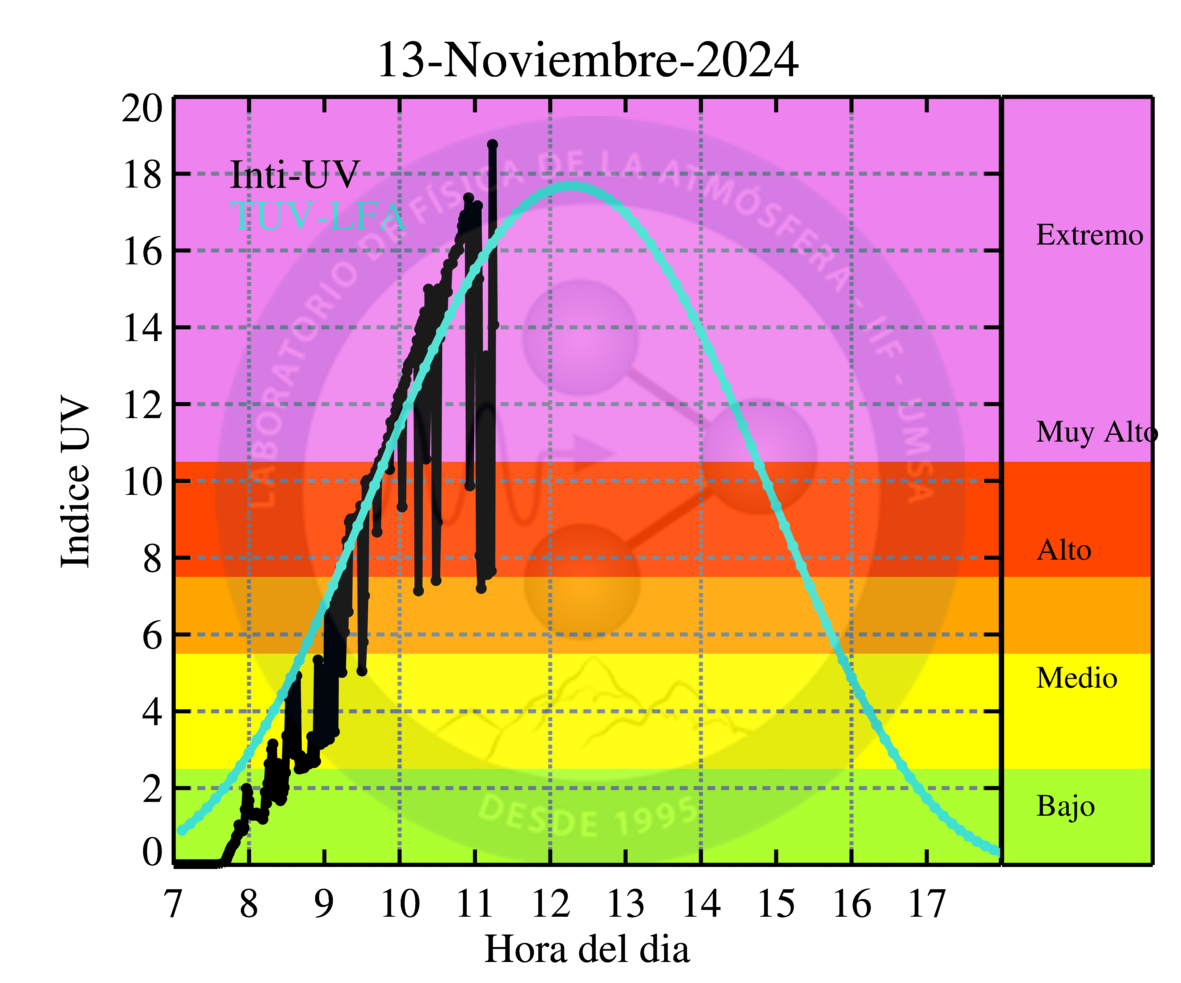 13-Noviembre-2024
20
18
16
14
12
10
8
6
4
2
0
Indice UV
Inti-UV
TUV-LFA
LABORATORIO DE FÍSICA DE LA ATMÓSFERA - IIF - UMSA
DESDE 1995
Extremo
Muy Alto
Alto
Medio
Bajo
7 8 9 10 11 12 13 14 15 16 17
Hora del dia